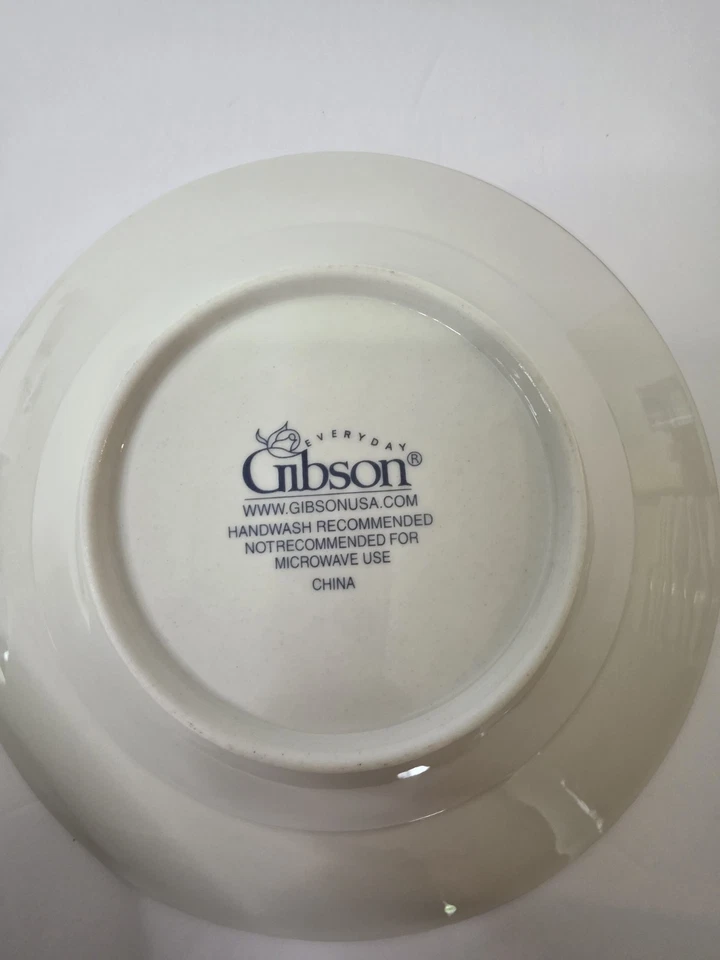 EVERYDAY
Gibson®
WWW.GIBSONUSA.COM
HANDWASH RECOMMENDED
NOTRECOMMENDED FOR
MICROWAVE USE
CHINA